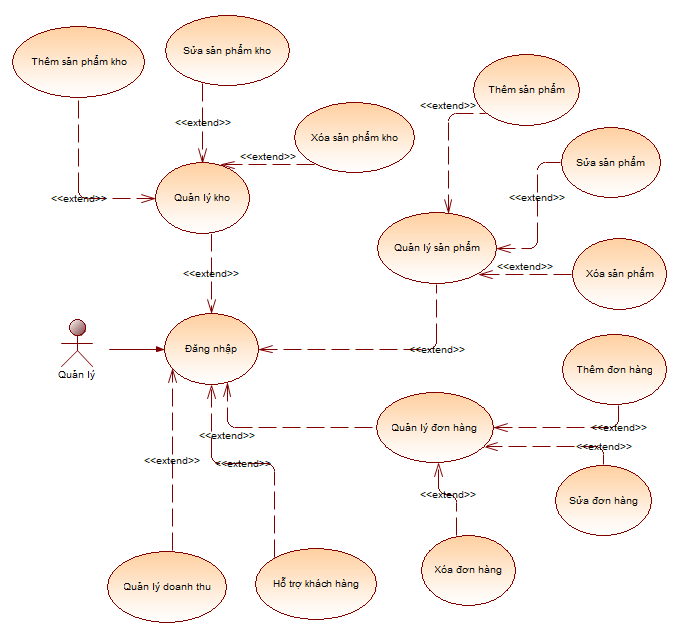 Sửa sản phẩm kho
Thêm sản phẩm kho
Thêm sản phẩm
<<extend>>
<<extend>>
Xóa sản phẩm kho
<<extend>>
Sửa sản phẩm
<<extend>>
Quản lý kho
<<extend>>
Quản lý sản phẩm
<<extend>>
<<extend>>
Xóa sản phẩm
Đăng nhập
<<extend>>
Quản lý
Thêm đơn hàng
Quản lý đơn hàng
<<extend>>
<<extend>>
<<extend>>
<<extend>>
<<extend>>
<<extend>>
Sửa đơn hàng
Xóa đơn hàng
Quản lý doanh thu
Hỗ trợ khách hàng